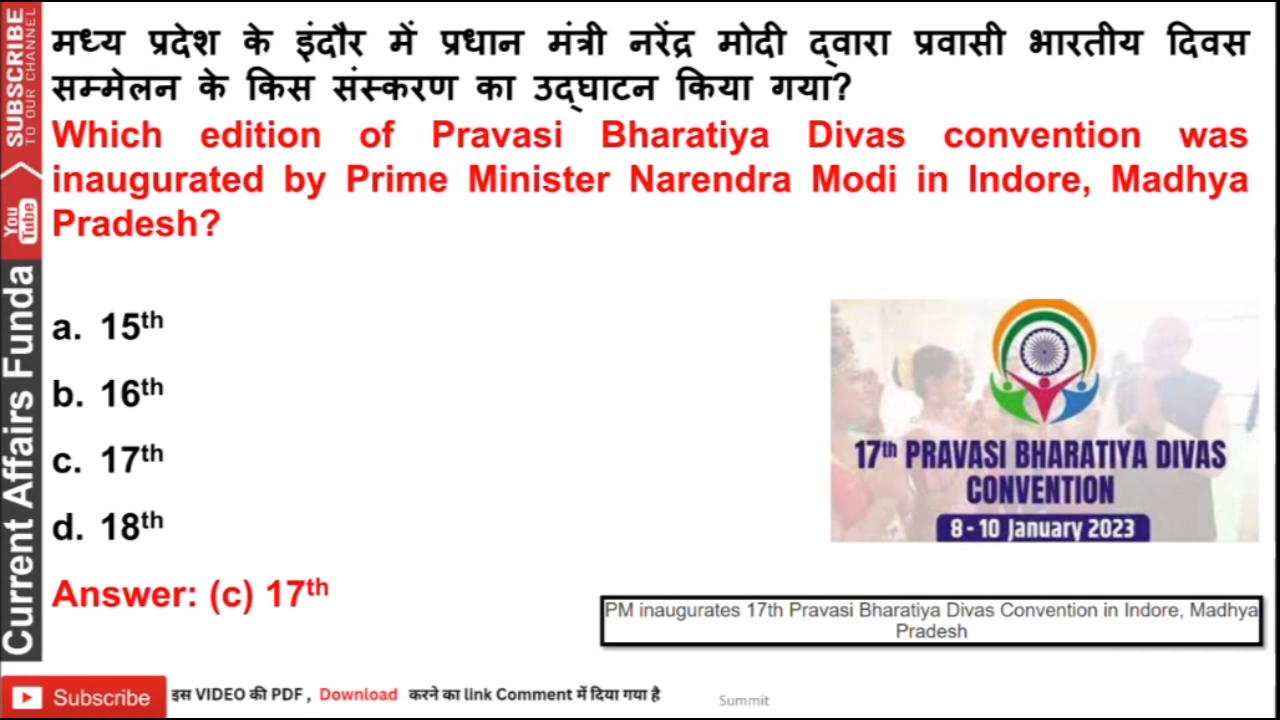 मध्य प्रदेश के इंदौर में प्रधान मंत्री नरेंद्र मोदी द्वारा प्रवासी भारतीय दिवस
सम्मेलन के किस संस्करण का उद्घाटन किया गया?
Which edition of Pravasi Bharatiya Divas convention was
inaugurated by Prime Minister Narendra Modi in Indore, Madhya
Pradesh?
a. 15th
b. 16th
c. 17th
d. 18th
Answer: (c) 17th
17th PRAVASI BHARATIYA DIVAS
CONVENTION
8 - 10 January 2023
PM inaugurates 17th Pravasi Bharatiya Divas Convention in Indore, Madhya
Pradesh
SUBSCRIBE
TO OUR CHANNEL
You
Tube
Current Affairs Funda
Subscribe
इस VIDEO की PDF , Download करने का link Comment में दिया गया है
Summit